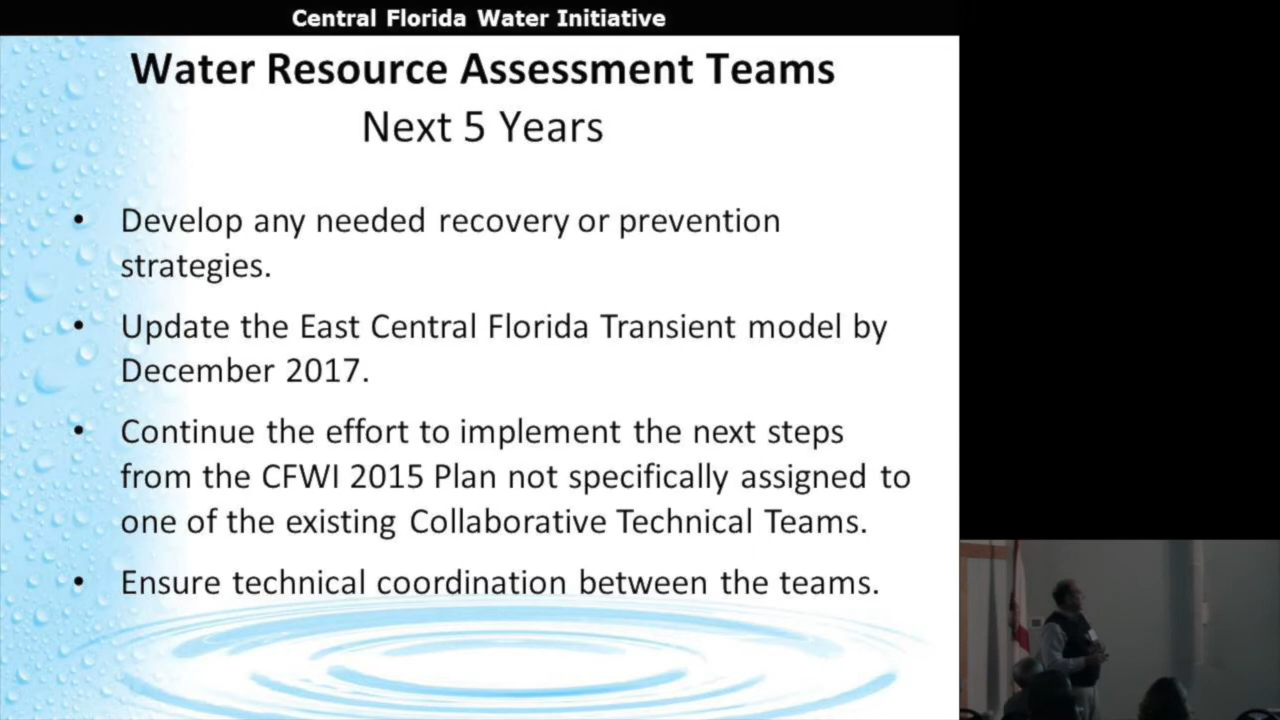 Central Florida Water Initiative
Water Resource Assessment Teams
Next 5 Years
• Develop any needed recovery or prevention
strategies.
• Update the East Central Florida Transient model by
December 2017.
• Continue the effort to implement the next steps
from the CFWI 2015 Plan not specifically assigned to
one of the existing Collaborative Technical Teams.
• Ensure technical coordination between the teams.